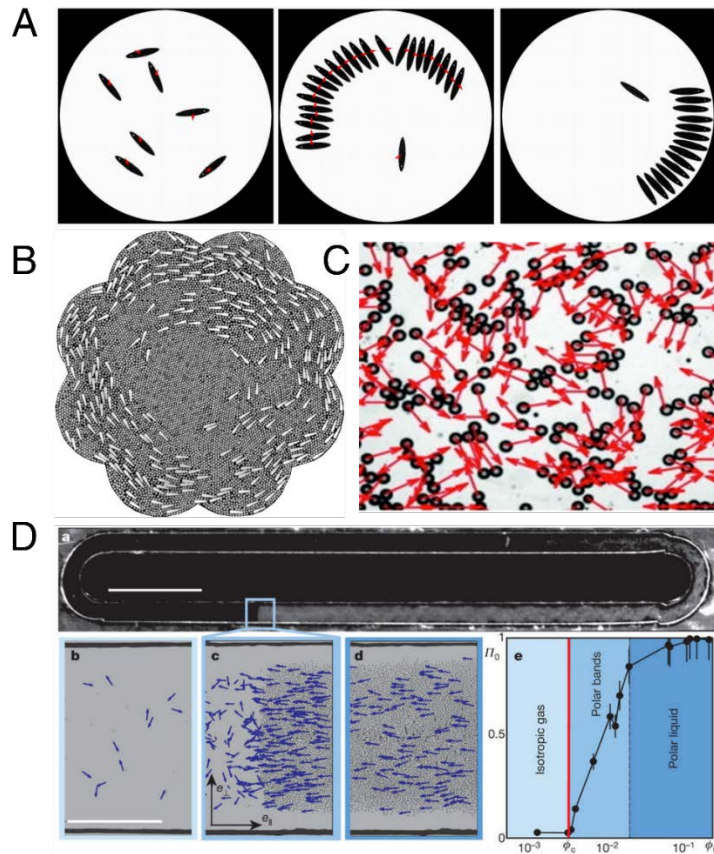 A
B
C
D
a
b
c
d
e
e⊥
e∥
Π₀
1
0.5
0
Isotropic gas
Polar bands
Polar liquid
10⁻³
ϕc
10⁻²
10⁻¹